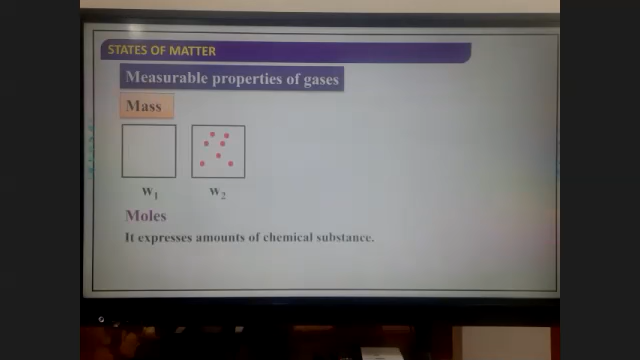 STATES OF MATTER
Measurable properties of gases
Mass
w1 w2
Moles
It expresses amounts of chemical substance.